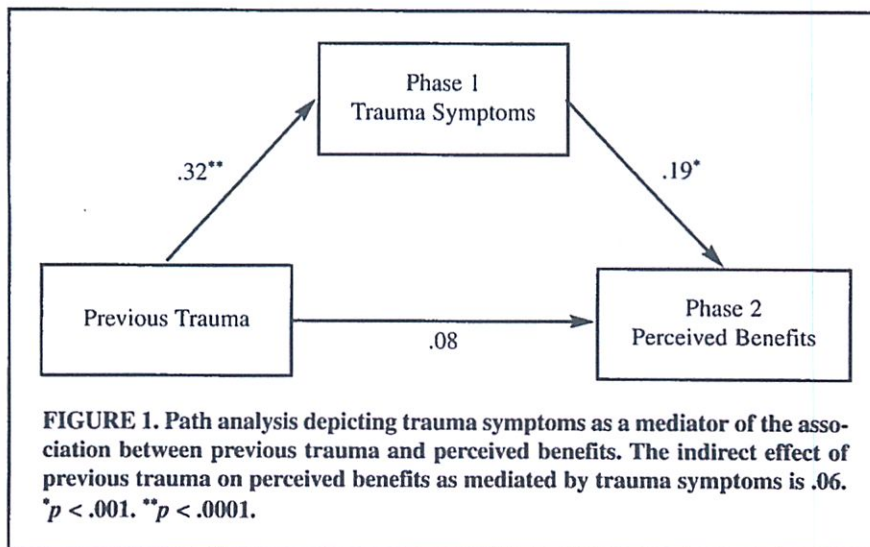 Phase 1
Trauma Symptoms
.32**
.19*
Previous Trauma
.08
Phase 2
Perceived Benefits
FIGURE 1. Path analysis depicting trauma symptoms as a mediator of the asso-
ciation between previous trauma and perceived benefits. The indirect effect of
previous trauma on perceived benefits as mediated by trauma symptoms is .06.
*p < .001. **p < .0001.